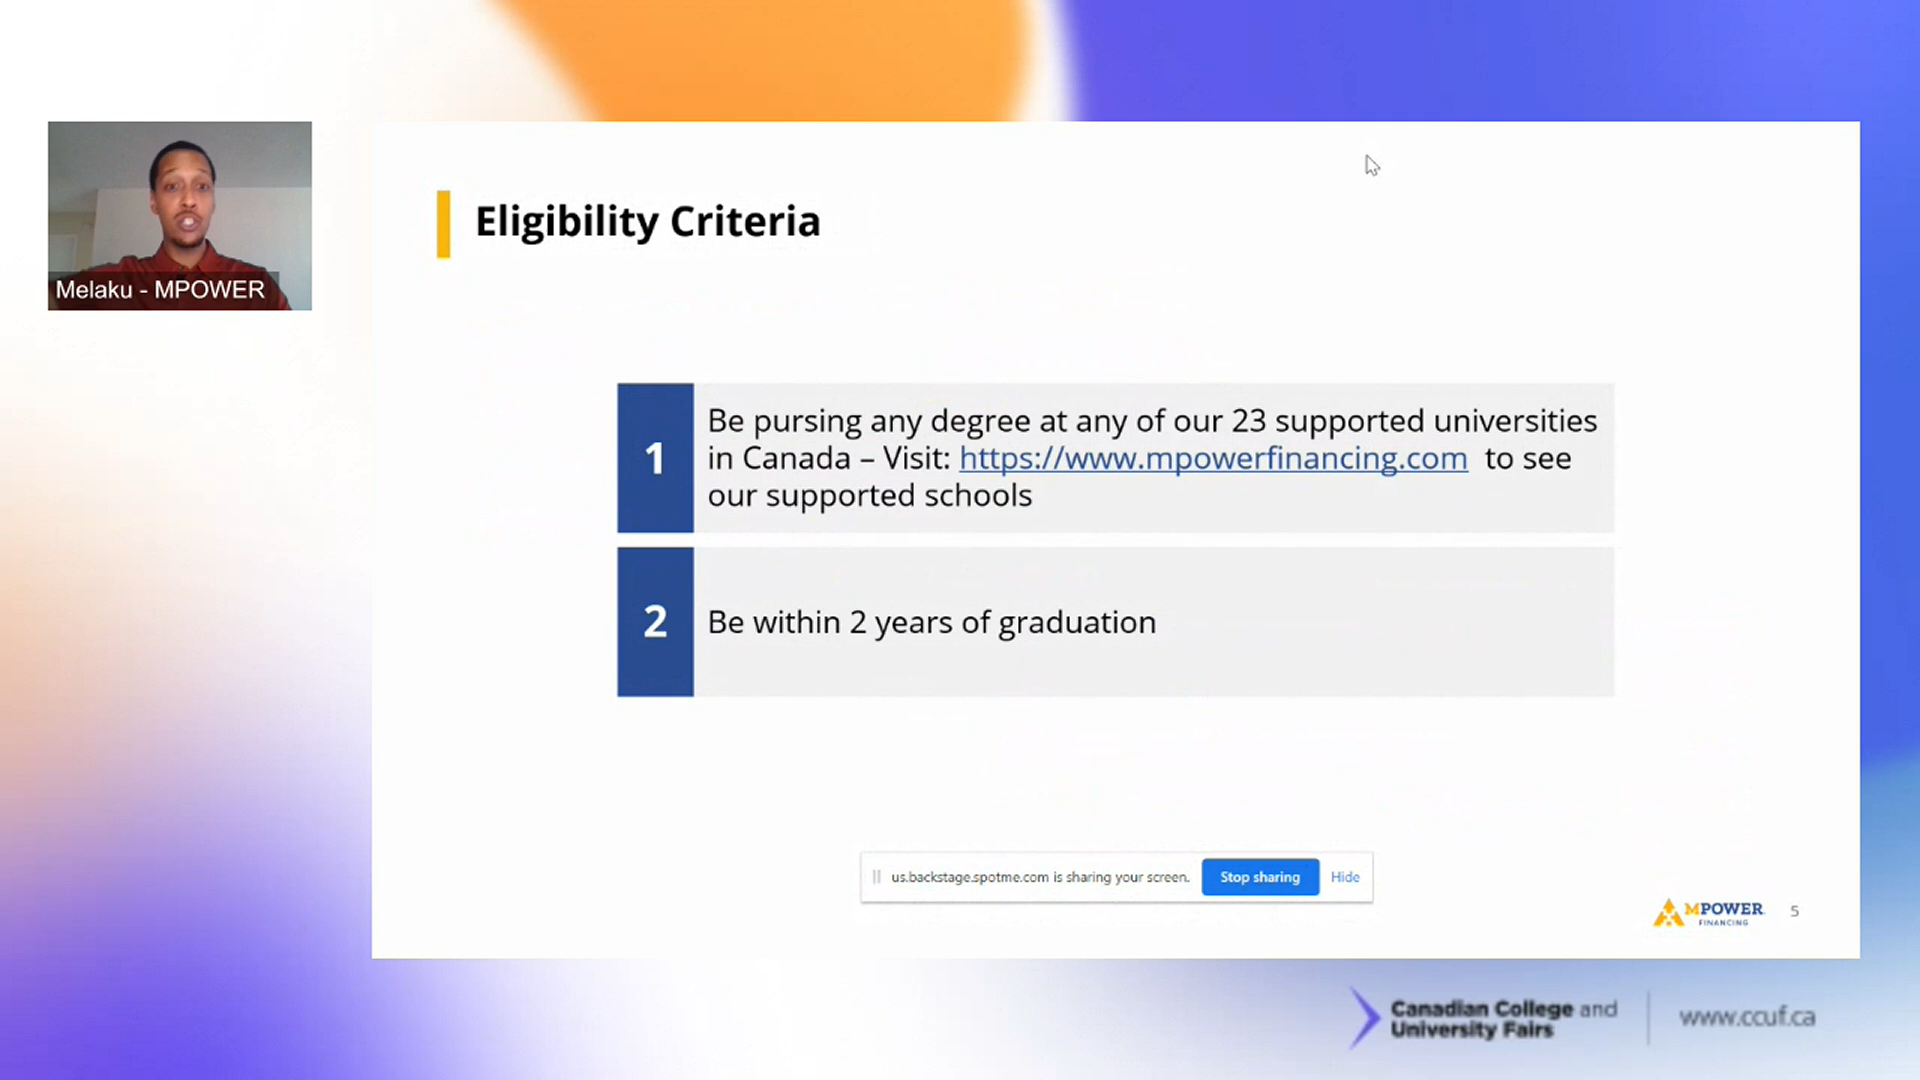 Melaku - MPOWER
Eligibility Criteria
1
Be pursing any degree at any of our 23 supported universities
in Canada – Visit: https://www.mpowerfinancing.com to see
our supported schools
2
Be within 2 years of graduation
us.backstage.spotme.com is sharing your screen.
Stop sharing
Hide
MPOWER
FINANCING
5
Canadian College and
University Fairs
www.ccuf.ca